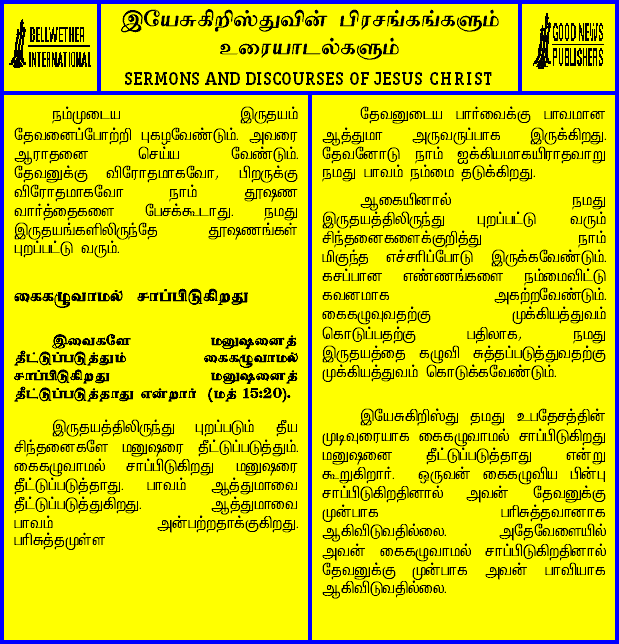 BELLWETHER
INTERNATIONAL
இயேசுகிறிஸ்துவின் பிரசங்கங்களும்
உரையாடல்களும்
SERMONS AND DISCOURSES OF JESUS CHRIST
GOOD NEWS
PUBLISHERS
நம்முடைய இருதயம்
தேவனைப்போற்றி புகழவேண்டும். அவரை
ஆராதனை செய்ய வேண்டும்.
தேவனுக்கு விரோதமாகவோ, பிறருக்கு
விரோதமாகவோ நாம் தூஷண
வார்த்தைகளை பேசக்கூடாது. நமது
இருதயங்களிலிருந்தே தூஷணங்கள்
புறப்பட்டு வரும்.
கைகழுவாமல் சாப்பிடுகிறது
இவைகளே மனுஷனைத்
தீட்டுப்படுத்தும் கைகழுவாமல்
சாப்பிடுகிறது மனுஷனைத்
தீட்டுப்படுத்தாது என்றார் (மத் 15:20).
இருதயத்திலிருந்து புறப்படும் தீய
சிந்தனைகளே மனுஷரை தீட்டுப்படுத்தும்.
கைகழுவாமல் சாப்பிடுகிறது மனுஷரை
தீட்டுப்படுத்தாது. பாவம் ஆத்துமாவை
தீட்டுப்படுத்துகிறது. ஆத்துமாவை
பாவம் அன்பற்றதாக்குகிறது.
பரிசுத்தமுள்ள
தேவனுடைய பார்வைக்கு பாவமான
ஆத்துமா அருவருப்பாக இருக்கிறது.
தேவனோடு நாம் ஐக்கியமாகயிராதவாறு
நமது பாவம் நம்மை தடுக்கிறது.
ஆகையினால் நமது
இருதயத்திலிருந்து புறப்பட்டு வரும்
சிந்தனைகளைக்குறித்து நாம்
மிகுந்த எச்சரிப்போடு இருக்கவேண்டும்.
கசப்பான எண்ணங்களை நம்மைவிட்டு
கவனமாக அகற்றவேண்டும்.
கைகழுவுவதற்கு முக்கியத்துவம்
கொடுப்பதற்கு பதிலாக, நமது
இருதயத்தை கழுவி சுத்தப்படுத்துவதற்கு
முக்கியத்துவம் கொடுக்கவேண்டும்.
இயேசுகிறிஸ்து தமது உபதேசத்தின்
முடிவுரையாக கைகழுவாமல் சாப்பிடுகிறது
மனுஷனை தீட்டுப்படுத்தாது என்று
கூறுகிறார். ஒருவன் கைகழுவிய பின்பு
சாப்பிடுகிறதினால் அவன் தேவனுக்கு
முன்பாக பரிசுத்தவானாக
ஆகிவிடுவதில்லை. அதேவேளையில்
அவன் கைகழுவாமல் சாப்பிடுகிறதினால்
தேவனுக்கு முன்பாக அவன் பாவியாக
ஆகிவிடுவதில்லை.